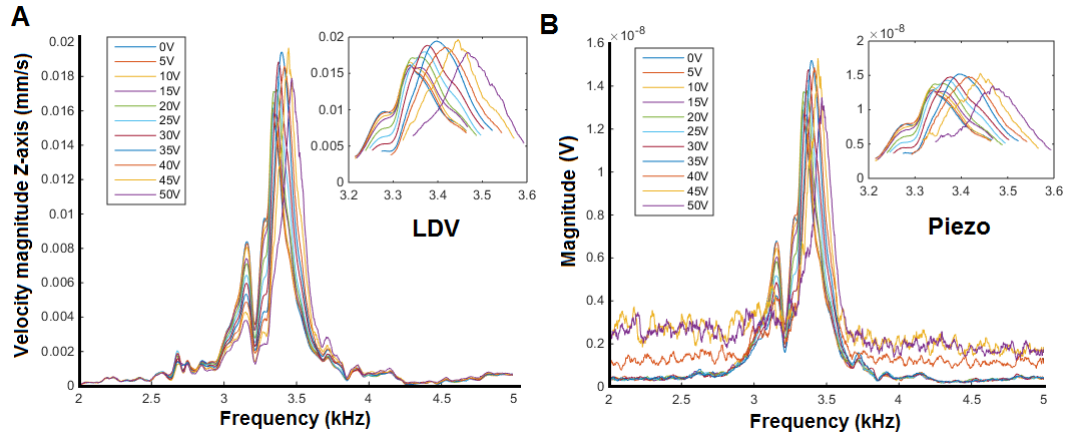 A
Velocity magnitude Z-axis (mm/s)
0.02
0.018
0.016
0.014
0.012
0.01
0.008
0.006
0.004
0.002
0
2
2.5
3
3.5
4
4.5
5
Frequency (kHz)
0V
5V
10V
15V
20V
25V
30V
35V
40V
45V
50V
0.02
0.015
0.01
0.005
0
3.2
3.3
3.4
3.5
3.6
LDV
B
Magnitude (V)
× 10⁻⁸
1.6
1.4
1.2
1
0.8
0.6
0.4
0.2
0
2
2.5
3
3.5
4
4.5
5
Frequency (kHz)
0V
5V
10V
15V
20V
25V
30V
35V
40V
45V
50V
× 10⁻⁸
2
1.5
1
0.5
0
3.2
3.3
3.4
3.5
3.6
Piezo